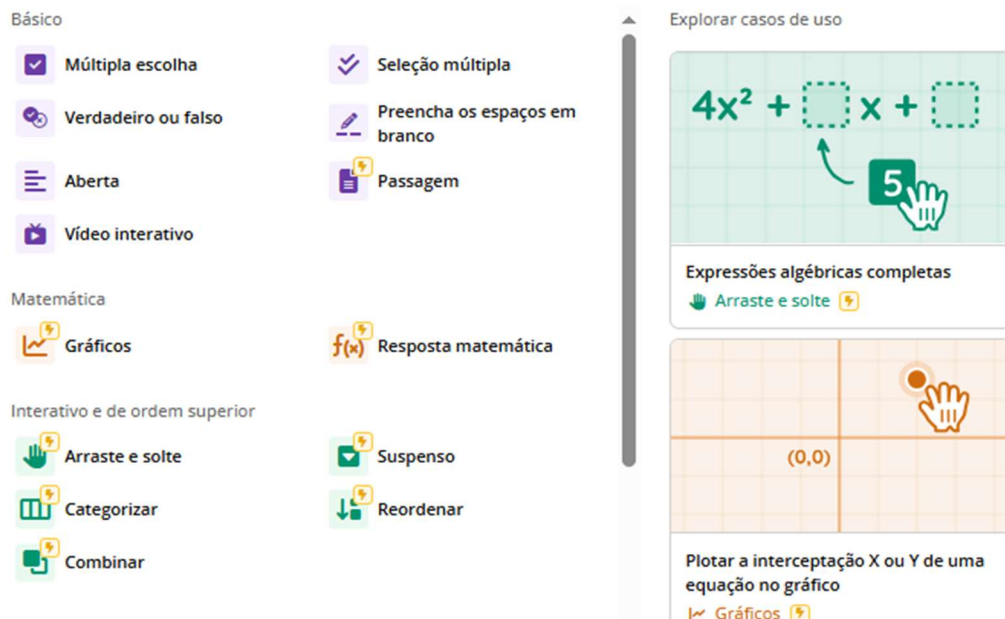 Básico
Múltipla escolha
Seleção múltipla
Verdadeiro ou falso
Preencha os espaços em
branco
Aberta
Passagem
Vídeo interativo
Matemática
Gráficos
f(x)
Resposta matemática
Interativo e de ordem superior
Arraste e solte
Suspenso
Categorizar
Reordenar
Combinar
Explorar casos de uso
4x² + x +
5
Expressões algébricas completas
Arraste e solte
(0,0)
Plotar a interceptação X ou Y de uma
equação no gráfico
Gráficos